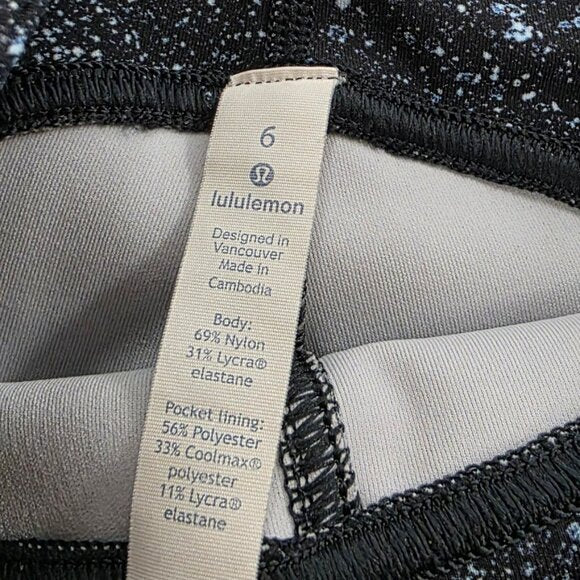 6
lululemon
Designed in
Vancouver
Made in
Cambodia
Body:
69% Nylon
31% Lycra®
elastane
Pocket lining:
56% Polyester
33% Coolmax®
polyester
11% Lycra®
elastane